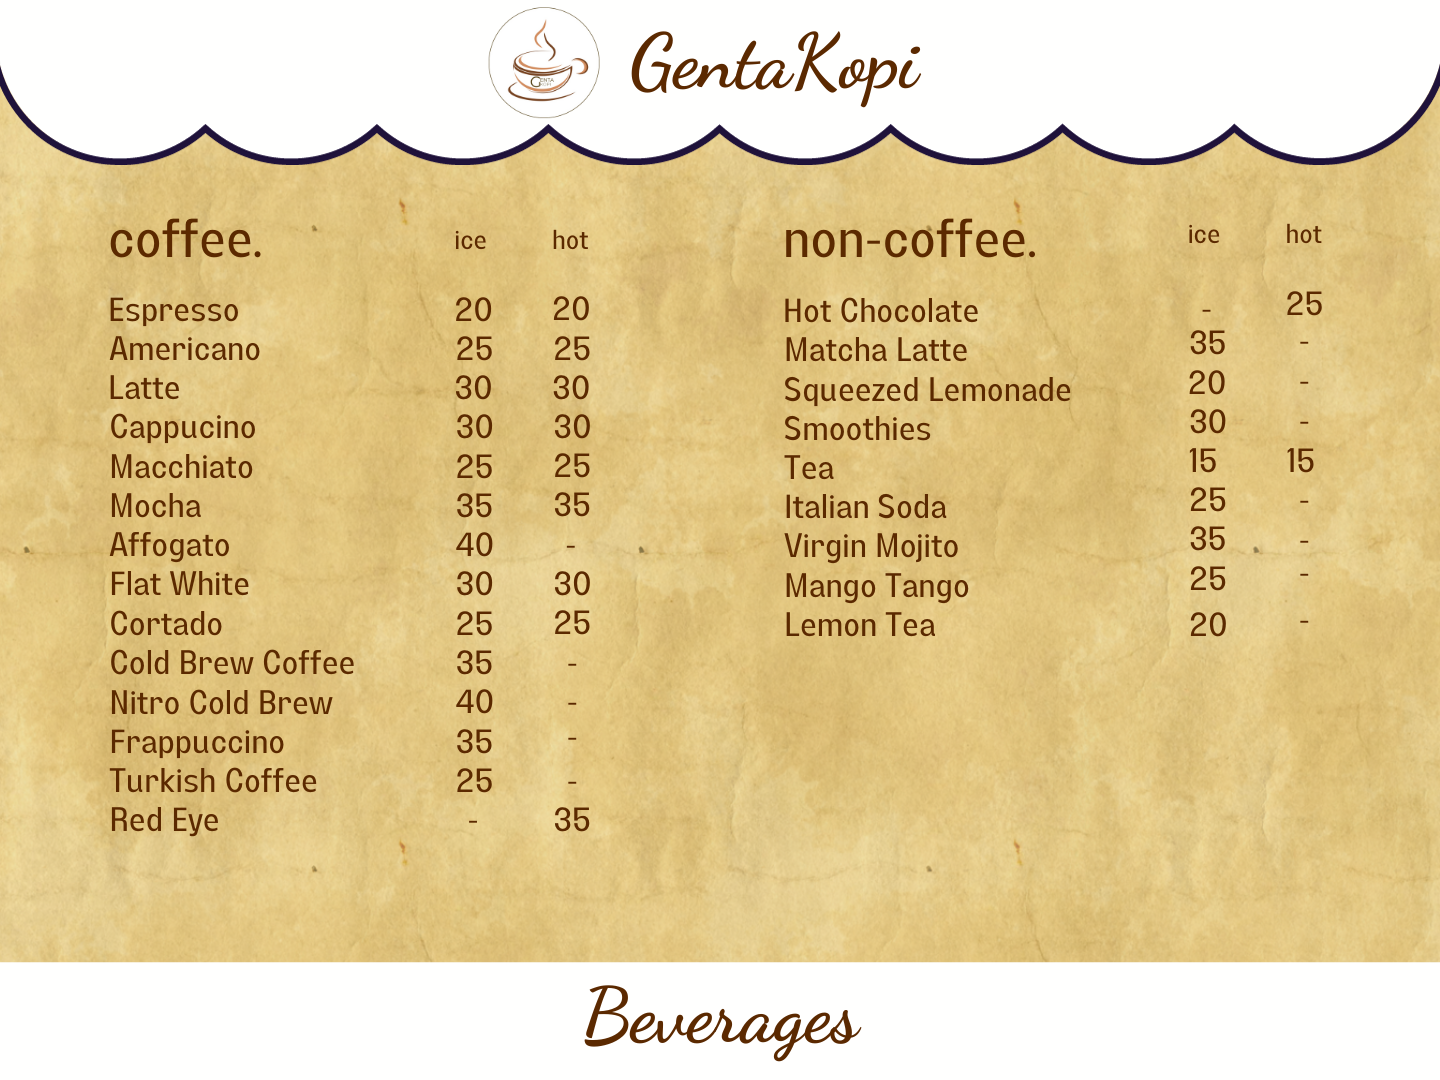 GentaKopi
coffee. ice hot
Espresso 20 20
Americano 25 25
Latte 30 30
Cappucino 30 30
Macchiato 25 25
Mocha 35 35
Affogato 40 -
Flat White 30 30
Cortado 25 25
Cold Brew Coffee 35 -
Nitro Cold Brew 40 -
Frappuccino 35 -
Turkish Coffee 25 -
Red Eye - 35
non-coffee. ice hot
Hot Chocolate - 25
Matcha Latte 35 -
Squeezed Lemonade 20 -
Smoothies 30 -
Tea 15 15
Italian Soda 25 -
Virgin Mojito 35 -
Mango Tango 25 -
Lemon Tea 20 -
Beverages